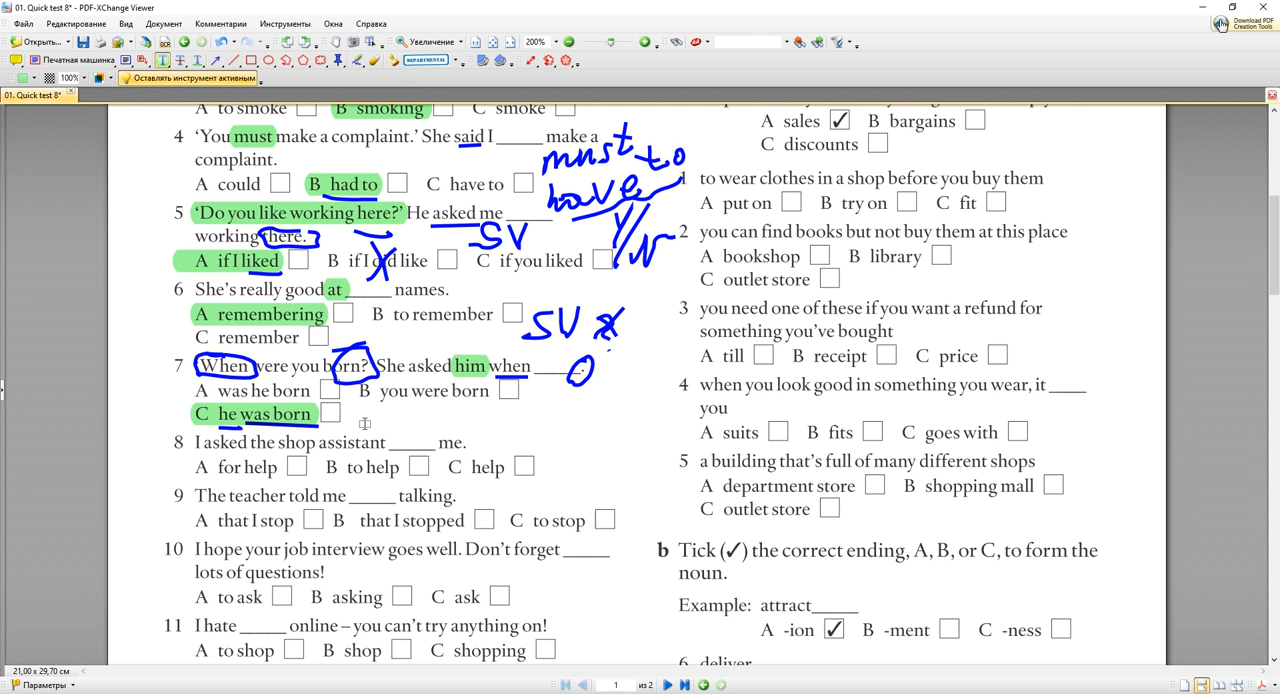 01. Quick test 8* - PDF-XChange Viewer
Файл Редактирование Вид Документ Комментарии Инструменты Окна Справка
Download PDF Creation Tools
Открыть... OCR Увеличение 200%
Печатная машинка DEPARTMENTAL
100% Оставлять инструмент активным
01. Quick test 8*
A to smoke B smoking C smoke
4 ‘You must make a complaint.’ She said I _____ make a
complaint.
A could B had to C have to
must to
have
5 ‘Do you like working here?’ He asked me _____
working there.
SV
Y/N
A if I liked B if I did like C if you liked
6 She’s really good at _____ names.
A remembering B to remember
C remember
SV
7 When were you born? She asked him when _____.
A was he born B you were born
C he was born
8 I asked the shop assistant _____ me.
A for help B to help C help
9 The teacher told me _____ talking.
A that I stop B that I stopped C to stop
10 I hope your job interview goes well. Don’t forget _____
lots of questions!
A to ask B asking C ask
11 I hate _____ online – you can’t try anything on!
A to shop B shop C shopping
A sales ✓ B bargains
C discounts
1 to wear clothes in a shop before you buy them
A put on B try on C fit
2 you can find books but not buy them at this place
A bookshop B library
C outlet store
3 you need one of these if you want a refund for
something you’ve bought
A till B receipt C price
4 when you look good in something you wear, it ____
you
A suits B fits C goes with
5 a building that’s full of many different shops
A department store B shopping mall
C outlet store
b Tick (✓) the correct ending, A, B, or C, to form the
noun.
Example: attract_____
A -ion ✓ B -ment C -ness
6 deliver
21,00 x 29,70 см
Параметры 1 из 2